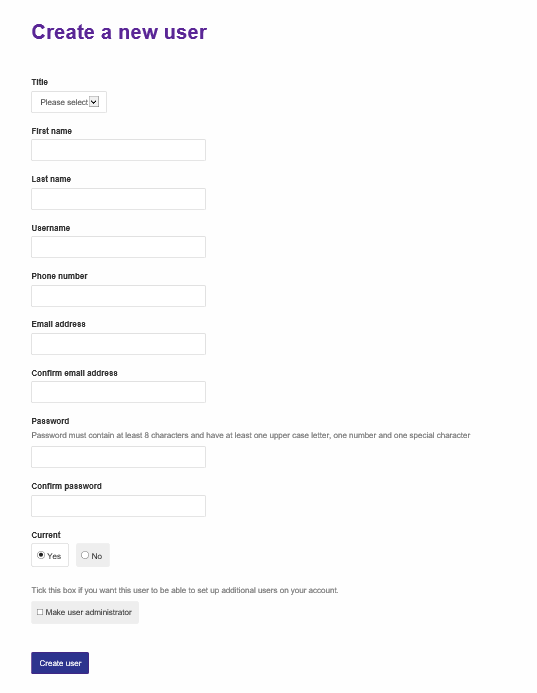 Create a new user
Title
Please select
First name
Last name
Username
Phone number
Email address
Confirm email address
Password
Password must contain at least 8 characters and have at least one upper case letter, one number and one special character
Confirm password
Current
Yes No
Tick this box if you want this user to be able to set up additional users on your account.
Make user administrator
Create user